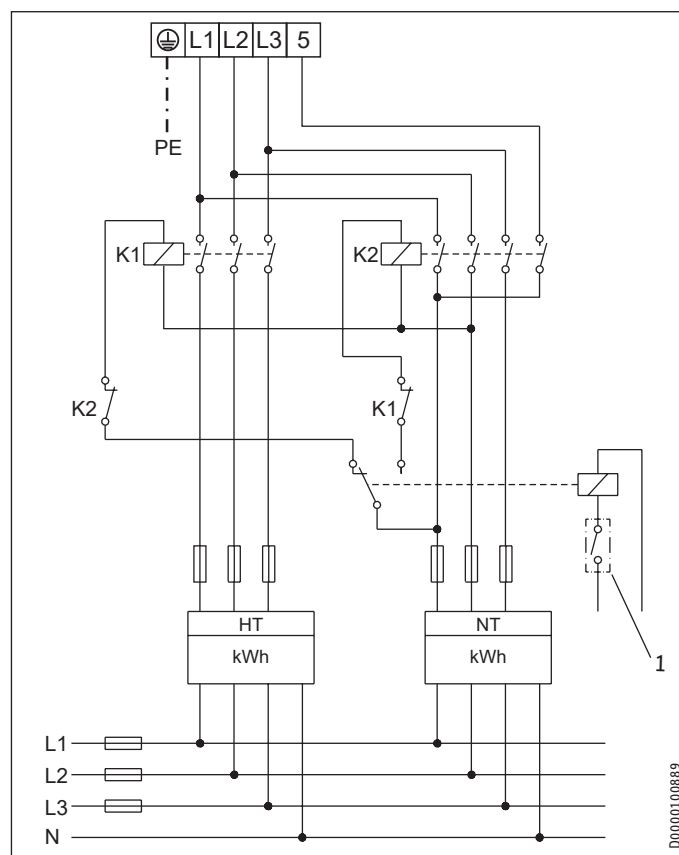 L1 L2 L3 5
PE
K1
K2
K2
K1
HT
kWh
NT
kWh
1
L1
L2
L3
N
D0000100889